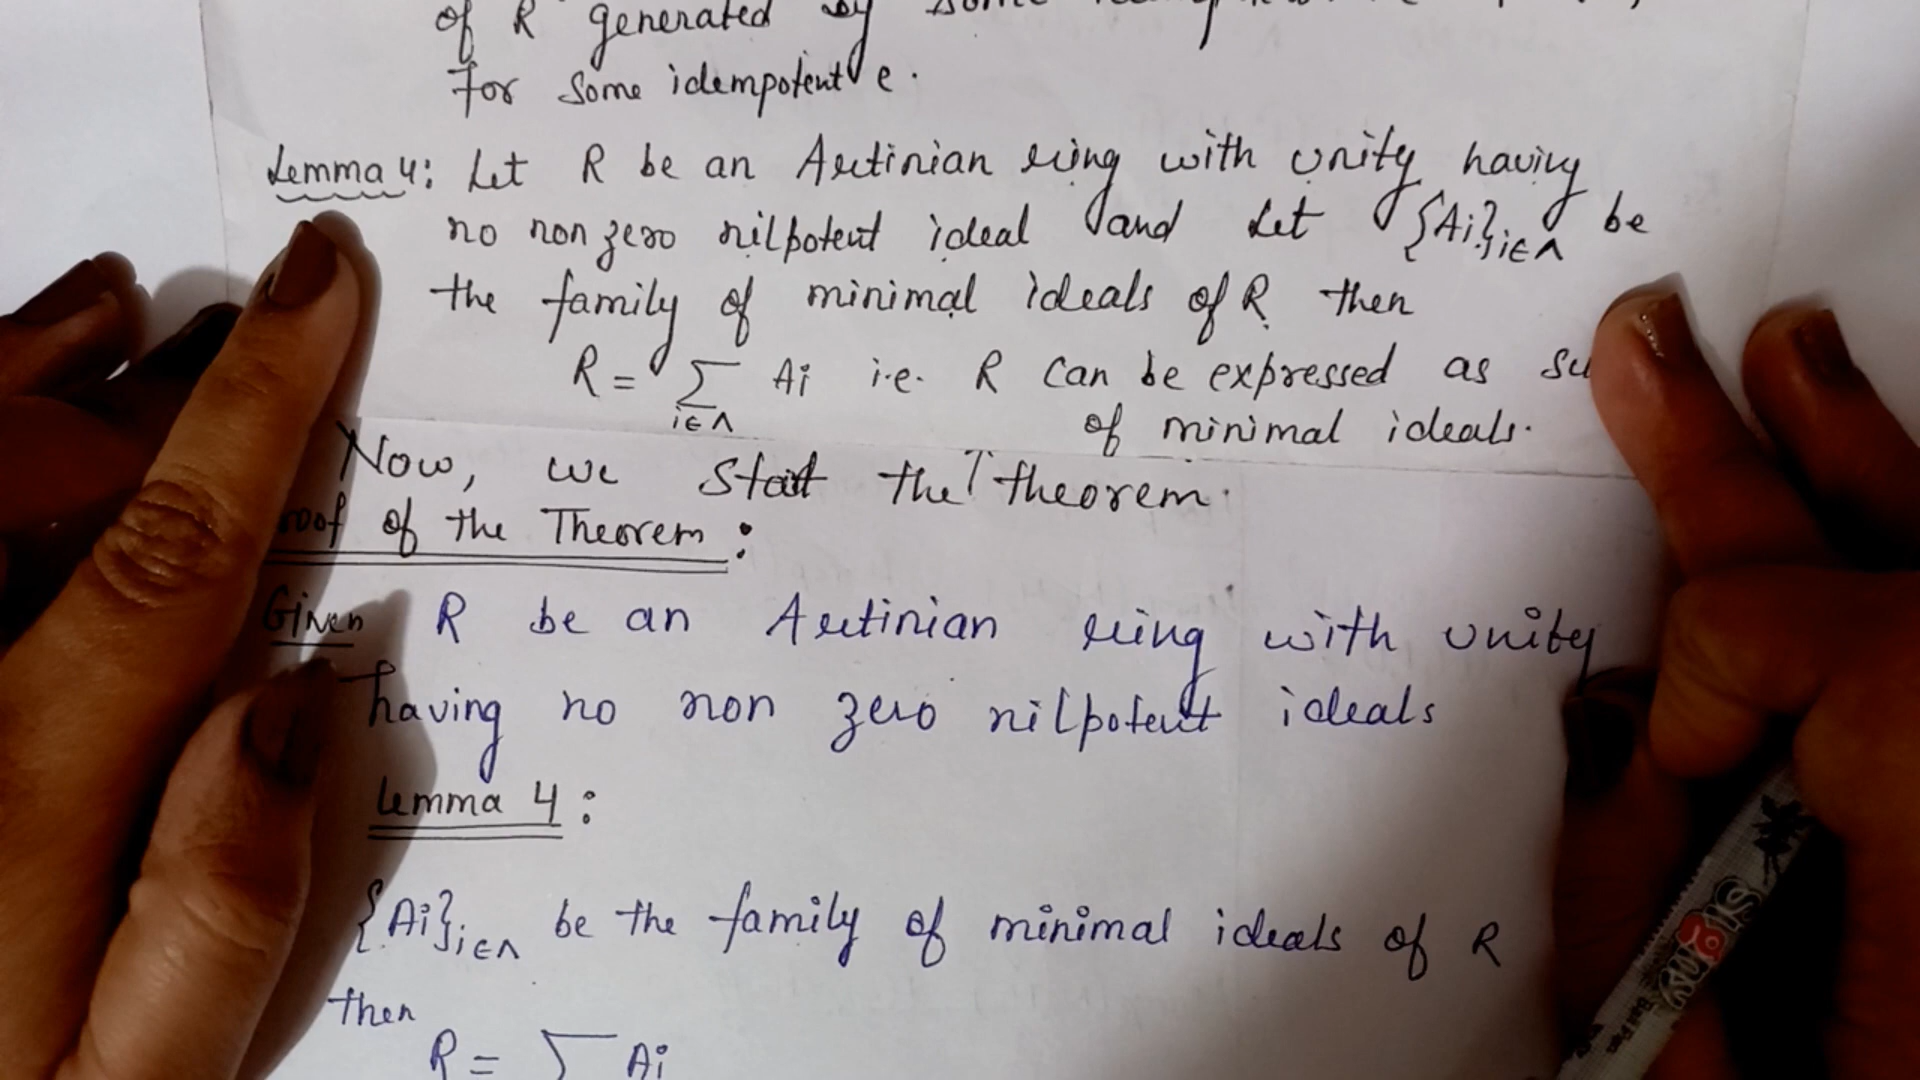 of R generated by some
for some idempotent e.
Lemma 4: Let R be an Artinian ring with unity having
no non zero nilpotent ideal and let {Ai}i∈Λ be
the family of minimal ideals of R then
R = Σ Ai i.e. R can be expressed as su
i∈Λ
of minimal ideals.
Now, we start the theorem.
roof of the Theorem:
Given R be an Artinian ring with unity
having no non zero nilpotent ideals
Lemma 4:
{Ai}i∈Λ be the family of minimal ideals of R
then
R = Σ Ai